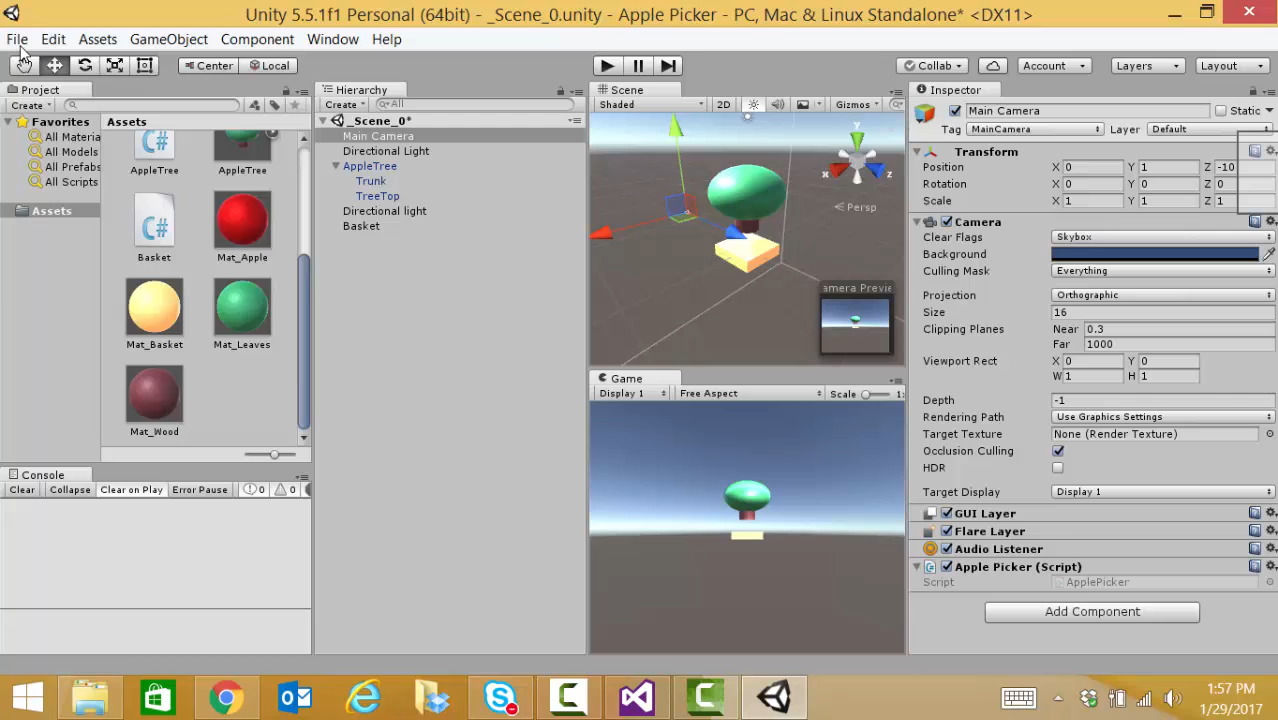 Unity 5.5.1f1 Personal (64bit) - _Scene_0.unity - Apple Picker - PC, Mac & Linux Standalone* <DX11>
File Edit Assets GameObject Component Window Help
Center Local Collab Account Layers Layout
Project
Create
Favorites
All Materia
All Models
All Prefabs
All Scripts
Assets
Assets
AppleTree AppleTree
Basket Mat_Apple
Mat_Basket Mat_Leaves
Mat_Wood
Console
Clear Collapse Clear on Play Error Pause 0 0
Hierarchy
Create All
_Scene_0*
Main Camera
Directional Light
AppleTree
Trunk
TreeTop
Directional light
Basket
Scene
Shaded 2D Gizmos
y
x z
Persp
amera Previe
Game
Display 1 Free Aspect Scale 1:
Inspector
Main Camera Static
Tag MainCamera Layer Default
Transform
Position X 0 Y 1 Z -10
Rotation X 0 Y 0 Z 0
Scale X 1 Y 1 Z 1
Camera
Clear Flags Skybox
Background
Culling Mask Everything
Projection Orthographic
Size 16
Clipping Planes Near 0.3
Far 1000
Viewport Rect X 0 Y 0
W 1 H 1
Depth -1
Rendering Path Use Graphics Settings
Target Texture None (Render Texture)
Occlusion Culling
HDR
Target Display Display 1
GUI Layer
Flare Layer
Audio Listener
Apple Picker (Script)
Script ApplePicker
Add Component
1:57 PM
1/29/2017